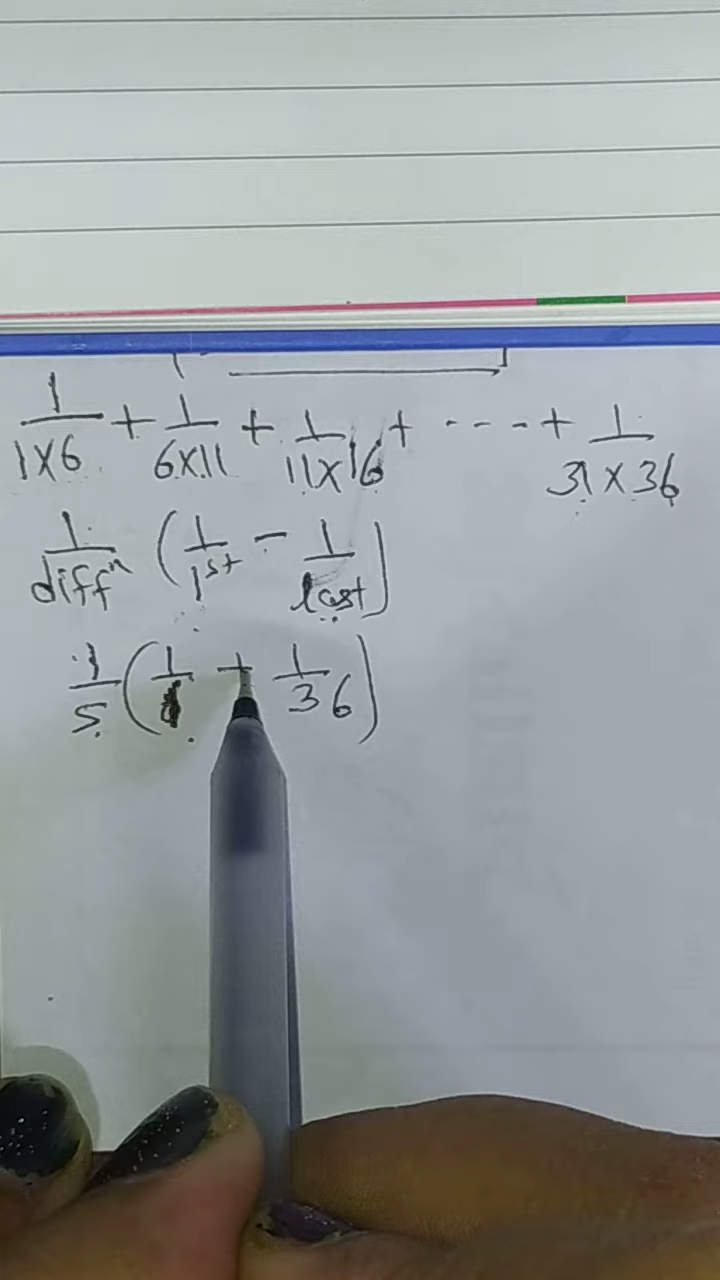 1/(1×6) + 1/(6×11) + 1/(11×16) + ---- + 1/(31×36)
1/diffⁿ (1/1st - 1/last)
1/5 (1/1 + 1/36)